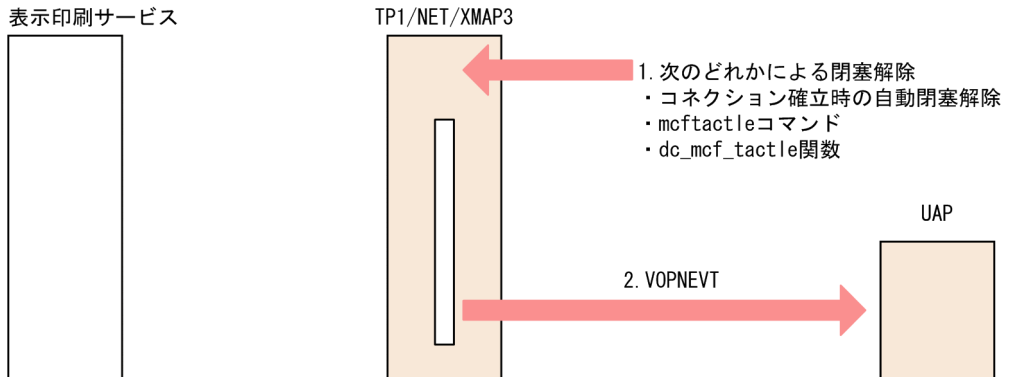 表示印刷サービス
TP1/NET/XMAP3
1. 次のどれかによる閉塞解除
・コネクション確立時の自動閉塞解除
・mcftactleコマンド
・dc_mcf_tactle関数
UAP
2. VOPNEVT